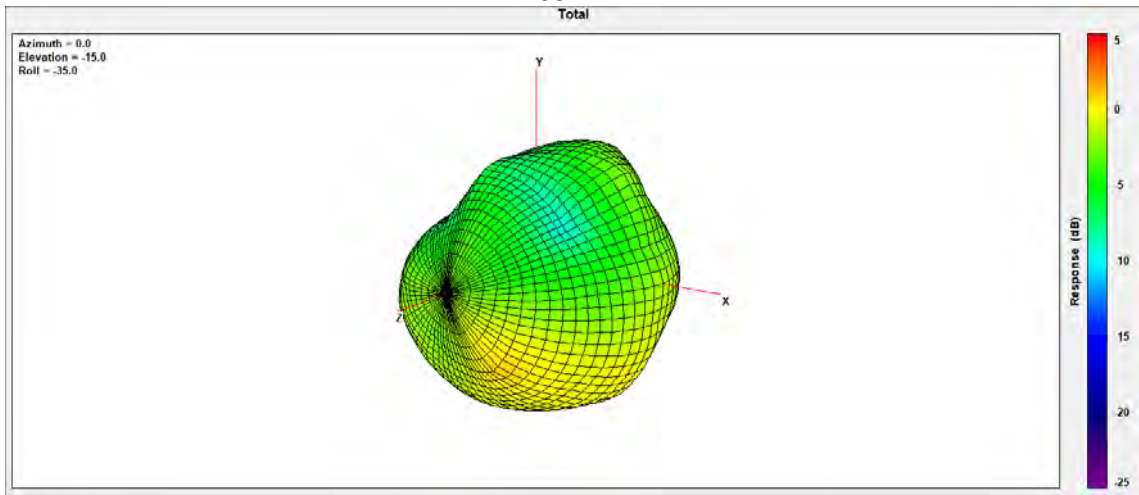 Total
Azimuth = 0.0
Elevation = -15.0
Roll = -35.0
Y
X
Z
5
0
-5
10
15
-20
-25
Response (dB)